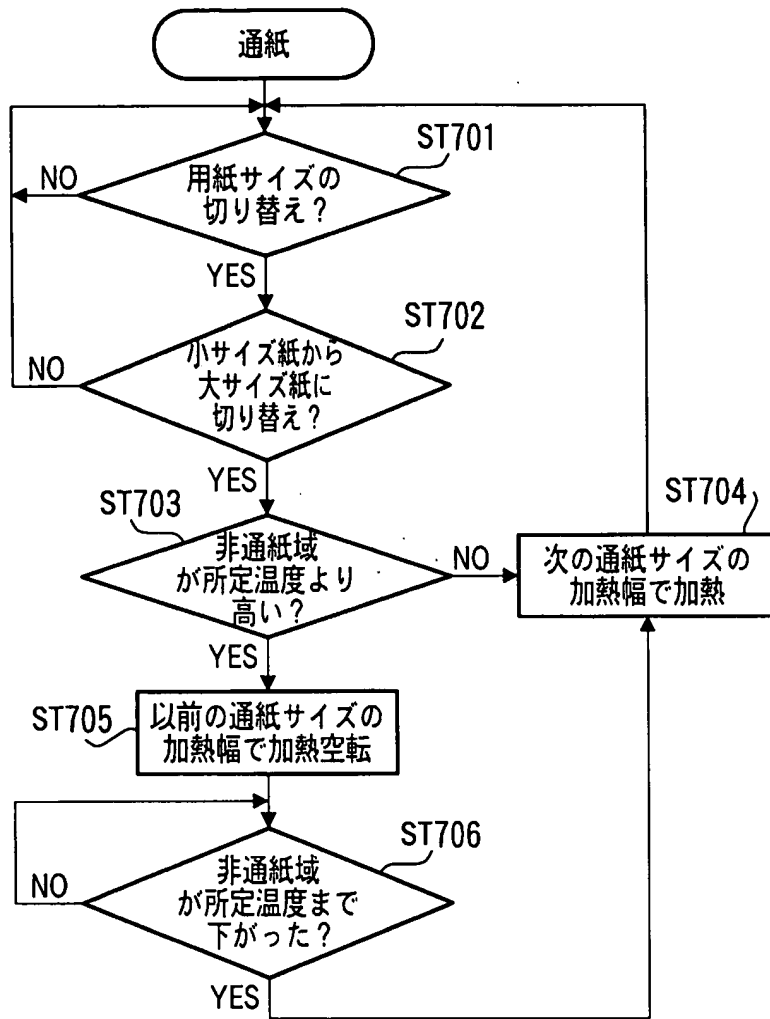 通紙
ST701
用紙サイズの
切り替え?
NO
YES
ST702
小サイズ紙から
大サイズ紙に
切り替え?
NO
YES
ST703
非通紙域
が所定温度より
高い?
NO
YES
ST704
次の通紙サイズの
加熱幅で加熱
ST705
以前の通紙サイズの
加熱幅で加熱空転
ST706
非通紙域
が所定温度まで
下がった?
NO
YES